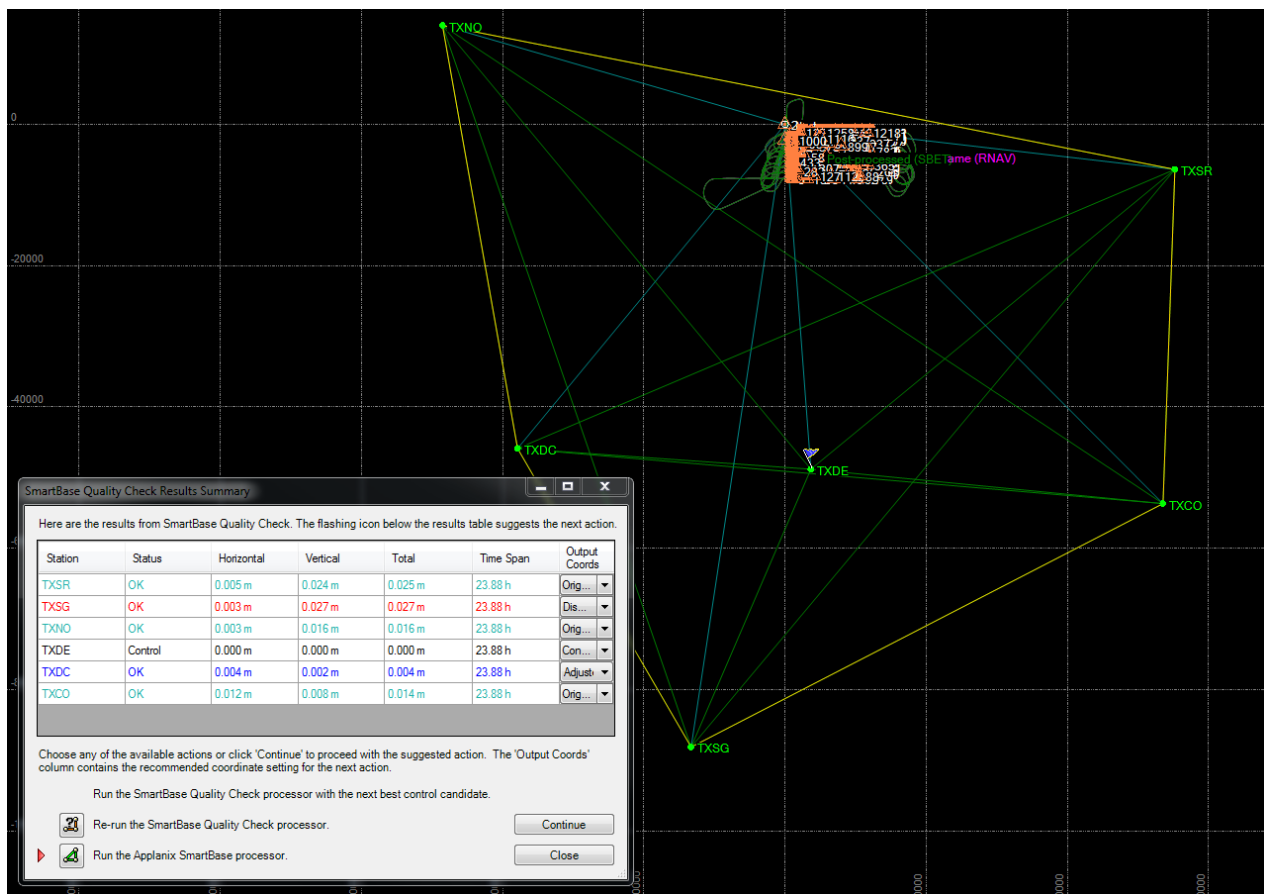 TXNO
0
Post-processed (SBET
ame (RNAV)
TXSR
-20000
-40000
TXDC
TXDE
TXCO
TXSG
SmartBase Quality Check Results Summary
Here are the results from SmartBase Quality Check. The flashing icon below the results table suggests the next action.
Station Status Horizontal Vertical Total Time Span Output Coords
TXSR OK 0.005 m 0.024 m 0.025 m 23.88 h Orig...
TXSG OK 0.003 m 0.027 m 0.027 m 23.88 h Dis...
TXNO OK 0.003 m 0.016 m 0.016 m 23.88 h Orig...
TXDE Control 0.000 m 0.000 m 0.000 m 23.88 h Con...
TXDC OK 0.004 m 0.002 m 0.004 m 23.88 h Adjuste
TXCO OK 0.012 m 0.008 m 0.014 m 23.88 h Orig...
Choose any of the available actions or click 'Continue' to proceed with the suggested action. The 'Output Coords'
column contains the recommended coordinate setting for the next action.
Run the SmartBase Quality Check processor with the next best control candidate.
Re-run the SmartBase Quality Check processor.
Continue
Run the Applanix SmartBase processor.
Close